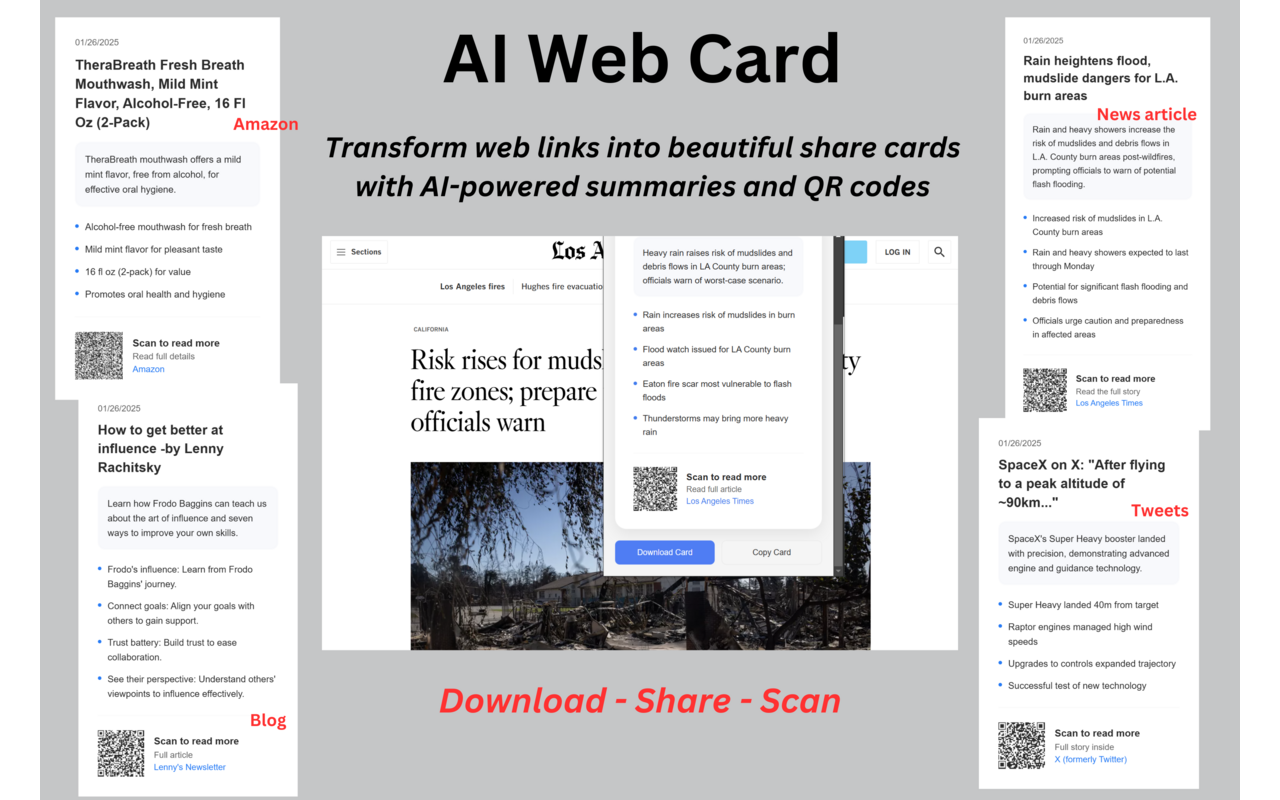 AI Web Card
Transform web links into beautiful share cards
with AI-powered summaries and QR codes
01/26/2025
TheraBreath Fresh Breath
Mouthwash, Mild Mint
Flavor, Alcohol-Free, 16 Fl
Oz (2-Pack)
Amazon
TheraBreath mouthwash offers a mild
mint flavor, free from alcohol, for
effective oral hygiene.
Alcohol-free mouthwash for fresh breath
Mild mint flavor for pleasant taste
16 fl oz (2-pack) for value
Promotes oral health and hygiene
Scan to read more
Read full details
Amazon
01/26/2025
How to get better at
influence -by Lenny
Rachitsky
Learn how Frodo Baggins can teach us
about the art of influence and seven
ways to improve your own skills.
Frodo's influence: Learn from Frodo
Baggins' journey.
Connect goals: Align your goals with
others to gain support.
Trust battery: Build trust to ease
collaboration.
See their perspective: Understand others'
viewpoints to influence effectively.
Blog
Scan to read more
Full article
Lenny's Newsletter
Sections
Los A
LOG IN
Los Angeles fires
Hughes fire evacuatio
CALIFORNIA
Risk rises for muds ty
fire zones; prepare
officials warn
Heavy rain raises risk of mudslides and
debris flows in LA County burn areas;
officials warn of worst-case scenario.
Rain increases risk of mudslides in burn
areas
Flood watch issued for LA County burn
areas
Eaton fire scar most vulnerable to flash
floods
Thunderstorms may bring more heavy
rain
Scan to read more
Read full article
Los Angeles Times
Download Card
Copy Card
Download - Share - Scan
01/26/2025
Rain heightens flood,
mudslide dangers for L.A.
burn areas
News article
Rain and heavy showers increase the
risk of mudslides and debris flows in
L.A. County burn areas post-wildfires,
prompting officials to warn of potential
flash flooding.
Increased risk of mudslides in L.A.
County burn areas
Rain and heavy showers expected to last
through Monday
Potential for significant flash flooding and
debris flows
Officials urge caution and preparedness
in affected areas
Scan to read more
Read the full story
Los Angeles Times
01/26/2025
SpaceX on X: "After flying
to a peak altitude of
~90km..."
Tweets
SpaceX's Super Heavy booster landed
with precision, demonstrating advanced
engine and guidance technology.
Super Heavy landed 40m from target
Raptor engines managed high wind
speeds
Upgrades to controls expanded trajectory
Successful test of new technology
Scan to read more
Full story inside
X (formerly Twitter)